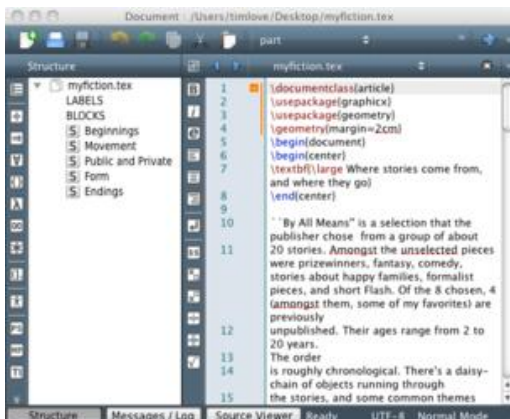 Document : /Users/timlove/Desktop/myfiction.tex
part
Structure
myfiction.tex
myfiction.tex
LABELS
BLOCKS
S Beginnings
S Movement
S Public and Private
S Form
S Endings
1 \documentclass{article}
2 \usepackage{graphicx}
3 \usepackage{geometry}
4 \geometry{margin=2cm}
5 \begin{document}
6 \begin{center}
7 \textbf{\large Where stories come from,
and where they go}
8 \end{center}
9
10 ``By All Means" is a selection that the
publisher chose from a group of about
11 20 stories. Amongst the unselected pieces
were prizewinners, fantasy, comedy,
stories about happy families, formalist
pieces, and short Flash. Of the 8 chosen, 4
(amongst them, some of my favorites) are
previously
12 unpublished. Their ages range from 2 to
20 years.
13 The order
14 is roughly chronological. There's a daisy-
chain of objects running through
15 the stories, and some common themes
Structure
Messages / Log
Source Viewer
Ready
UTF-8
Normal Mode